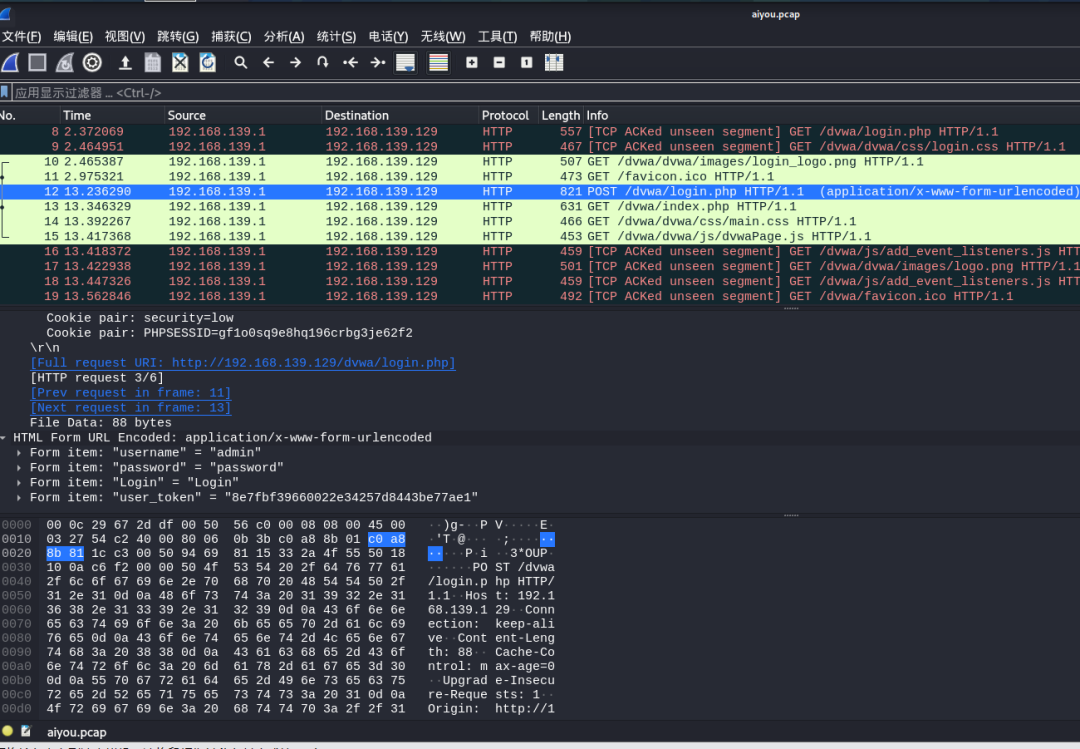 aiyou.pcap
文件(F) 编辑(E) 视图(V) 跳转(G) 捕获(C) 分析(A) 统计(S) 电话(Y) 无线(W) 工具(T) 帮助(H)
应用显示过滤器 … <Ctrl-/>
No. Time Source Destination Protocol Length Info
8 2.372069 192.168.139.1 192.168.139.129 HTTP 557 [TCP ACKed unseen segment] GET /dvwa/login.php HTTP/1.1
9 2.464951 192.168.139.1 192.168.139.129 HTTP 467 [TCP ACKed unseen segment] GET /dvwa/dvwa/css/login.css HTTP/1.1
10 2.465387 192.168.139.1 192.168.139.129 HTTP 507 GET /dvwa/dvwa/images/login_logo.png HTTP/1.1
11 2.975321 192.168.139.1 192.168.139.129 HTTP 473 GET /favicon.ico HTTP/1.1
12 13.236290 192.168.139.1 192.168.139.129 HTTP 821 POST /dvwa/login.php HTTP/1.1 (application/x-www-form-urlencoded)
13 13.346329 192.168.139.1 192.168.139.129 HTTP 631 GET /dvwa/index.php HTTP/1.1
14 13.392267 192.168.139.1 192.168.139.129 HTTP 466 GET /dvwa/dvwa/css/main.css HTTP/1.1
15 13.417368 192.168.139.1 192.168.139.129 HTTP 453 GET /dvwa/dvwa/js/dvwaPage.js HTTP/1.1
16 13.418372 192.168.139.1 192.168.139.129 HTTP 459 [TCP ACKed unseen segment] GET /dvwa/js/add_event_listeners.js HTT
17 13.422938 192.168.139.1 192.168.139.129 HTTP 501 [TCP ACKed unseen segment] GET /dvwa/dvwa/images/logo.png HTTP/1.1
18 13.447326 192.168.139.1 192.168.139.129 HTTP 459 [TCP ACKed unseen segment] GET /dvwa/js/add_event_listeners.js HTT
19 13.562846 192.168.139.1 192.168.139.129 HTTP 492 [TCP ACKed unseen segment] GET /dvwa/favicon.ico HTTP/1.1
Cookie pair: security=low
Cookie pair: PHPSESSID=gf1o0sq9e8hq196crbg3je62f2
\r\n
[Full request URI: http://192.168.139.129/dvwa/login.php]
[HTTP request 3/6]
[Prev request in frame: 11]
[Next request in frame: 13]
File Data: 88 bytes
HTML Form URL Encoded: application/x-www-form-urlencoded
Form item: "username" = "admin"
Form item: "password" = "password"
Form item: "Login" = "Login"
Form item: "user_token" = "8e7fbf39660022e34257d8443be77ae1"
0000 00 0c 29 67 2d df 00 50 56 c0 00 08 08 00 45 00 ··)g-··P V·····E·
0010 03 27 54 c2 40 00 80 06 0b 3b c0 a8 8b 01 c0 a8 ·'T·@··· ·;······
0020 8b 81 1c c3 00 50 94 69 81 15 33 2a 4f 55 50 18 ·····P·i ··3*OUP·
0030 10 0a c6 f2 00 00 50 4f 53 54 20 2f 64 76 77 61 ······PO ST /dvwa
0040 2f 6c 6f 67 69 6e 2e 70 68 70 20 48 54 54 50 2f /login.p hp HTTP/
0050 31 2e 31 0d 0a 48 6f 73 74 3a 20 31 39 32 2e 31 1.1··Hos t: 192.1
0060 36 38 2e 31 33 39 2e 31 32 39 0d 0a 43 6f 6e 6e 68.139.1 29··Conn
0070 65 63 74 69 6f 6e 3a 20 6b 65 65 70 2d 61 6c 69 ection: keep-ali
0080 76 65 0d 0a 43 6f 6e 74 65 6e 74 2d 4c 65 6e 67 ve··Cont ent-Leng
0090 74 68 3a 20 38 38 0d 0a 43 61 63 68 65 2d 43 6f th: 88·· Cache-Co
00a0 6e 74 72 6f 6c 3a 20 6d 61 78 2d 61 67 65 3d 30 ntrol: m ax-age=0
00b0 0d 0a 55 70 67 72 61 64 65 2d 49 6e 73 65 63 75 ··Upgrad e-Insecu
00c0 72 65 2d 52 65 71 75 65 73 74 73 3a 20 31 0d 0a re-Reque sts: 1··
00d0 4f 72 69 67 69 6e 3a 20 68 74 74 70 3a 2f 2f 31 Origin: http://1
aiyou.pcap